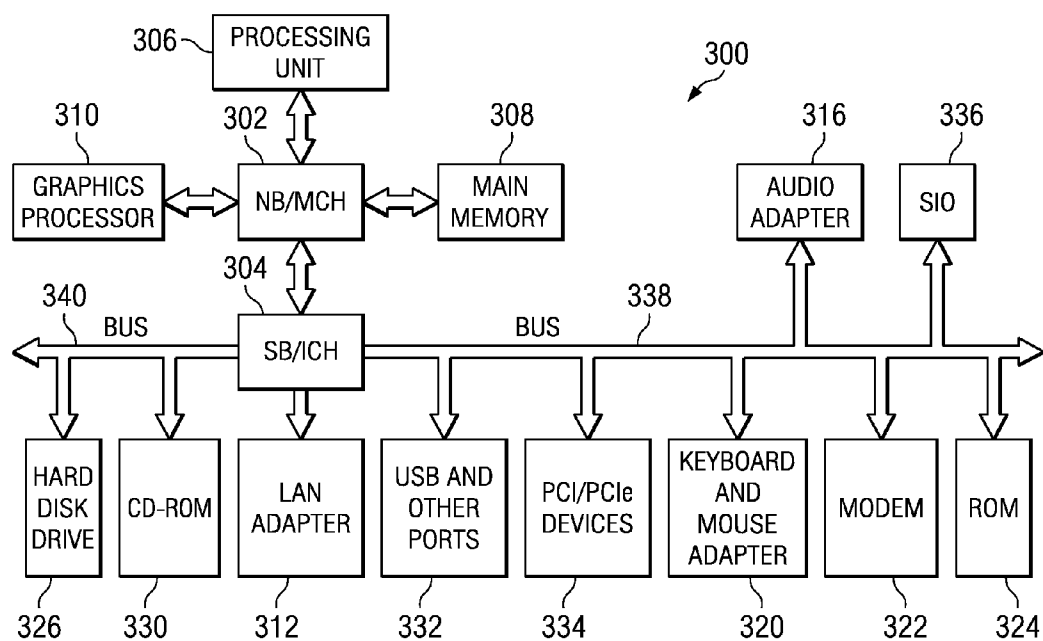 306
PROCESSING
UNIT
300
310
302
308
316
336
GRAPHICS
PROCESSOR
NB/MCH
MAIN
MEMORY
AUDIO
ADAPTER
SIO
304
340
BUS
SB/ICH
BUS
338
HARD
DISK
DRIVE
CD-ROM
LAN
ADAPTER
USB AND
OTHER
PORTS
PCI/PCIe
DEVICES
KEYBOARD
AND
MOUSE
ADAPTER
MODEM
ROM
326
330
312
332
334
320
322
324